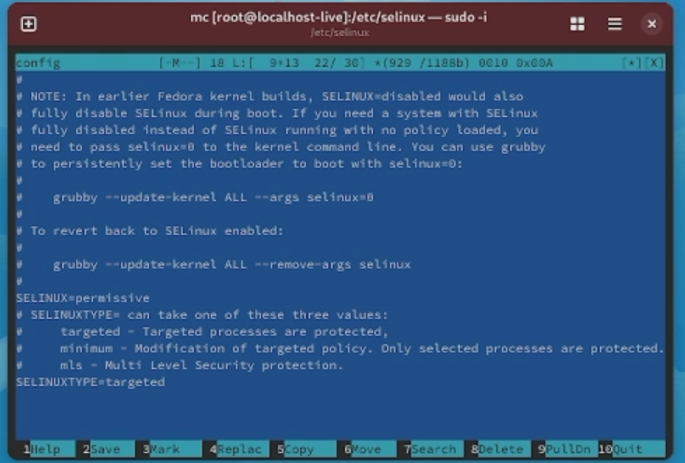 mc [root@localhost-live]:/etc/selinux — sudo -i
/etc/selinux
config [-M--] 18 L:[ 9+13 22/ 30] *(929 /1188b) 0010 0x00A [*][X]
#
# NOTE: In earlier Fedora kernel builds, SELINUX=disabled would also
# fully disable SELinux during boot. If you need a system with SELinux
# fully disabled instead of SELinux running with no policy loaded, you
# need to pass selinux=0 to the kernel command line. You can use grubby
# to persistently set the bootloader to boot with selinux=0:
#
#    grubby --update-kernel ALL --args selinux=0
#
# To revert back to SELinux enabled:
#
#    grubby --update-kernel ALL --remove-args selinux
#
SELINUX=permissive
# SELINUXTYPE= can take one of these three values:
#     targeted - Targeted processes are protected,
#     minimum - Modification of targeted policy. Only selected processes are protected.
#     mls - Multi Level Security protection.
SELINUXTYPE=targeted
1Help 2Save 3Mark 4Replac 5Copy 6Move 7Search 8Delete 9PullDn 10Quit